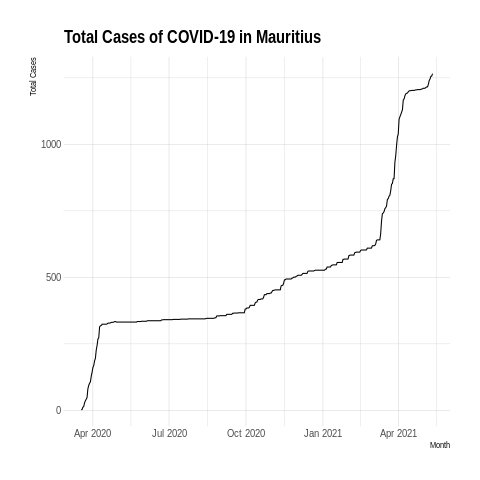 Total Cases of COVID-19 in Mauritius
Total Cases
1000
500
0
Apr 2020 Jul 2020 Oct 2020 Jan 2021 Apr 2021
Month